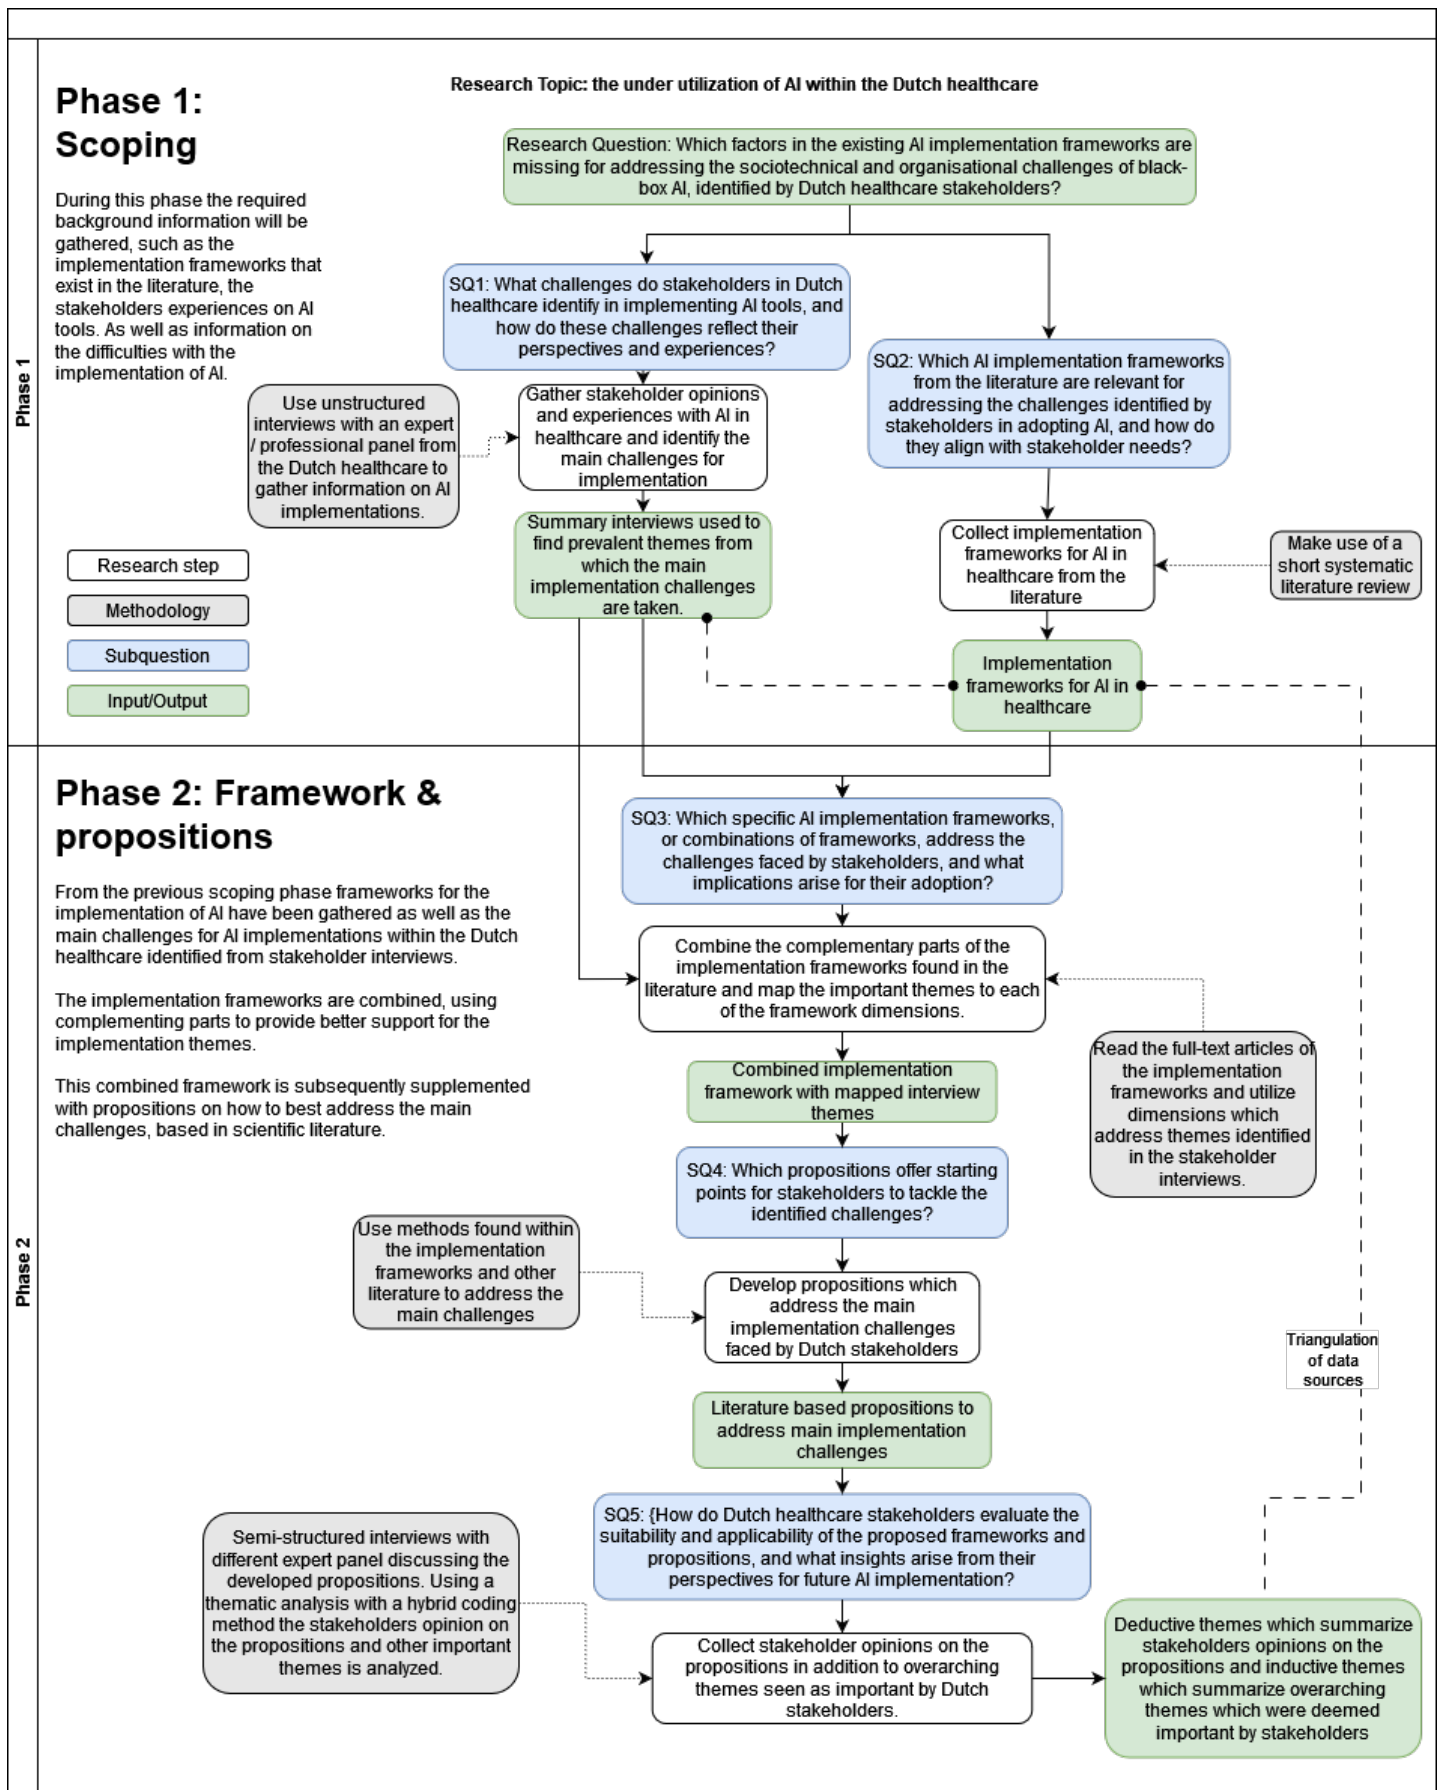 Research Topic: the under utilization of AI within the Dutch healthcare
Phase 1
Phase 1:
Scoping
During this phase the required
background information will be
gathered, such as the
implementation frameworks that
exist in the literature, the
stakeholders experiences on AI
tools. As well as information on
the difficulties with the
implementation of AI.
Research Question: Which factors in the existing AI implementation frameworks are
missing for addressing the sociotechnical and organisational challenges of black-
box AI, identified by Dutch healthcare stakeholders?
SQ1: What challenges do stakeholders in Dutch
healthcare identify in implementing AI tools, and
how do these challenges reflect their
perspectives and experiences?
SQ2: Which AI implementation frameworks
from the literature are relevant for
addressing the challenges identified by
stakeholders in adopting AI, and how do
they align with stakeholder needs?
Use unstructured
interviews with an expert
/ professional panel from
the Dutch healthcare to
gather information on AI
implementations.
Gather stakeholder opinions
and experiences with AI in
healthcare and identify the
main challenges for
implementation
Summary interviews used to
find prevalent themes from
which the main
implementation challenges
are taken.
Collect implementation
frameworks for AI in
healthcare from the
literature
Make use of a
short systematic
literature review
Implementation
frameworks for AI in
healthcare
Research step
Methodology
Subquestion
Input/Output
Phase 2
Phase 2: Framework &
propositions
From the previous scoping phase frameworks for the
implementation of AI have been gathered as well as the
main challenges for AI implementations within the Dutch
healthcare identified from stakeholder interviews.
The implementation frameworks are combined, using
complementing parts to provide better support for the
implementation themes.
This combined framework is subsequently supplemented
with propositions on how to best address the main
challenges, based in scientific literature.
SQ3: Which specific AI implementation frameworks,
or combinations of frameworks, address the
challenges faced by stakeholders, and what
implications arise for their adoption?
Combine the complementary parts of the
implementation frameworks found in the
literature and map the important themes to each
of the framework dimensions.
Read the full-text articles of
the implementation
frameworks and utilize
dimensions which
address themes identified
in the stakeholder
interviews.
Combined implementation
framework with mapped interview
themes
SQ4: Which propositions offer starting
points for stakeholders to tackle the
identified challenges?
Use methods found within
the implementation
frameworks and other
literature to address the
main challenges
Develop propositions which
address the main
implementation challenges
faced by Dutch stakeholders
Triangulation
of data
sources
Literature based propositions to
address main implementation
challenges
SQ5: {How do Dutch healthcare stakeholders evaluate the
suitability and applicability of the proposed frameworks and
propositions, and what insights arise from their
perspectives for future AI implementation?
Semi-structured interviews with
different expert panel discussing the
developed propositions. Using a
thematic analysis with a hybrid coding
method the stakeholders opinion on
the propositions and other important
themes is analyzed.
Collect stakeholder opinions on the
propositions in addition to overarching
themes seen as important by Dutch
stakeholders.
Deductive themes which summarize
stakeholders opinions on the
propositions and inductive themes
which summarize overarching
themes which were deemed
important by stakeholders